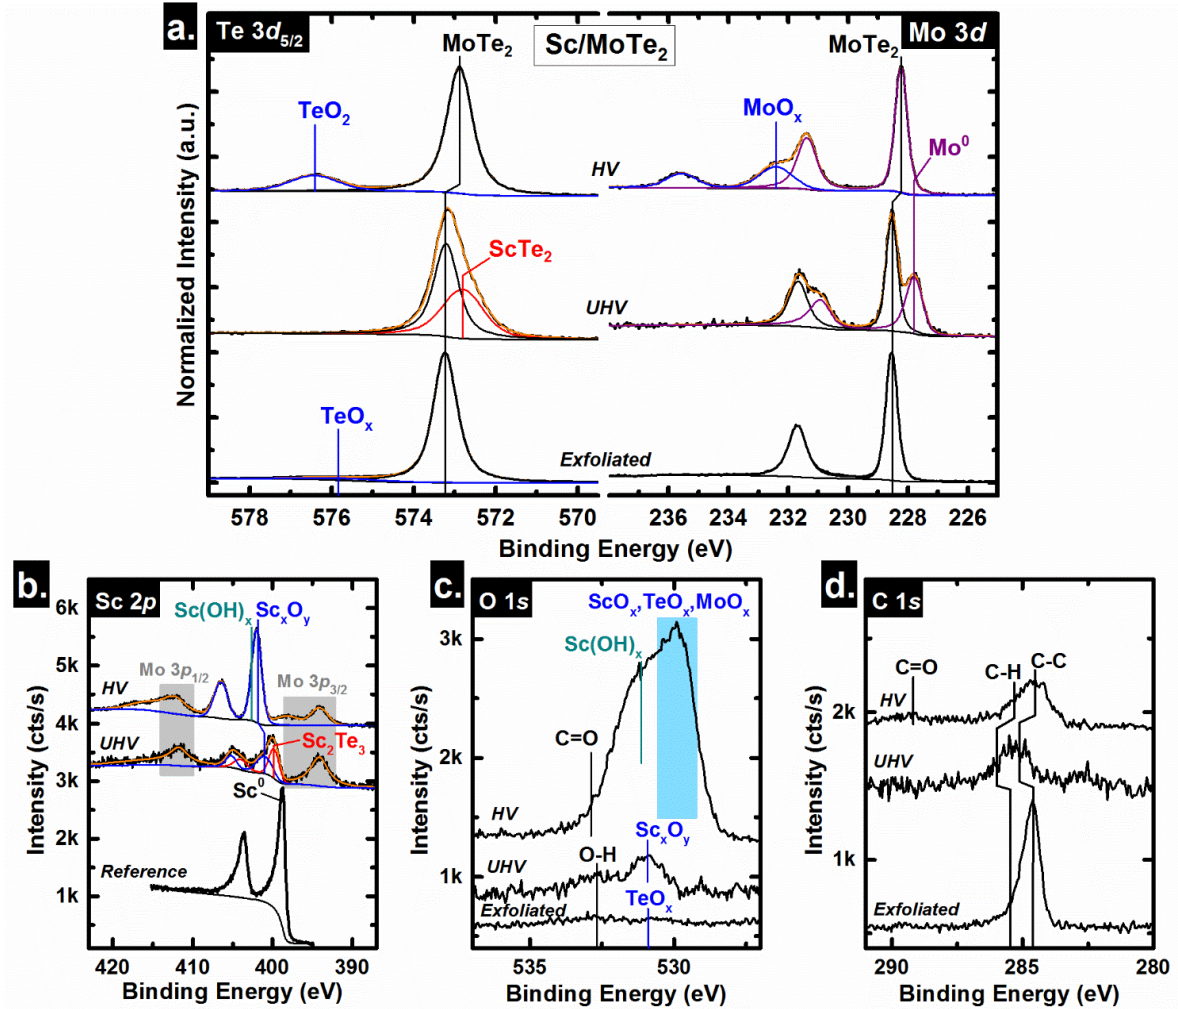 a.
Te 3d5/2
MoTe2
Sc/MoTe2
MoTe2
Mo 3d
TeO2
MoOx
Mo0
HV
ScTe2
UHV
TeOx
Exfoliated
Normalized Intensity (a.u.)
578 576 574 572 570 236 234 232 230 228 226
Binding Energy (eV)
b.
Sc 2p
Sc(OH)x
ScxOy
Mo 3p1/2
Mo 3p3/2
HV
UHV
Sc2Te3
Sc0
Reference
6k
5k
4k
3k
2k
1k
Intensity (cts/s)
420 410 400 390
Binding Energy (eV)
c.
O 1s
ScOx,TeOx,MoOx
Sc(OH)x
C=O
HV
ScxOy
O-H
UHV
TeOx
Exfoliated
3k
2k
1k
Intensity (cts/s)
535 530
Binding Energy (eV)
d.
C 1s
C=O
C-H
C-C
HV
UHV
Exfoliated
2k
1k
Intensity (cts/s)
290 285 280
Binding Energy (eV)